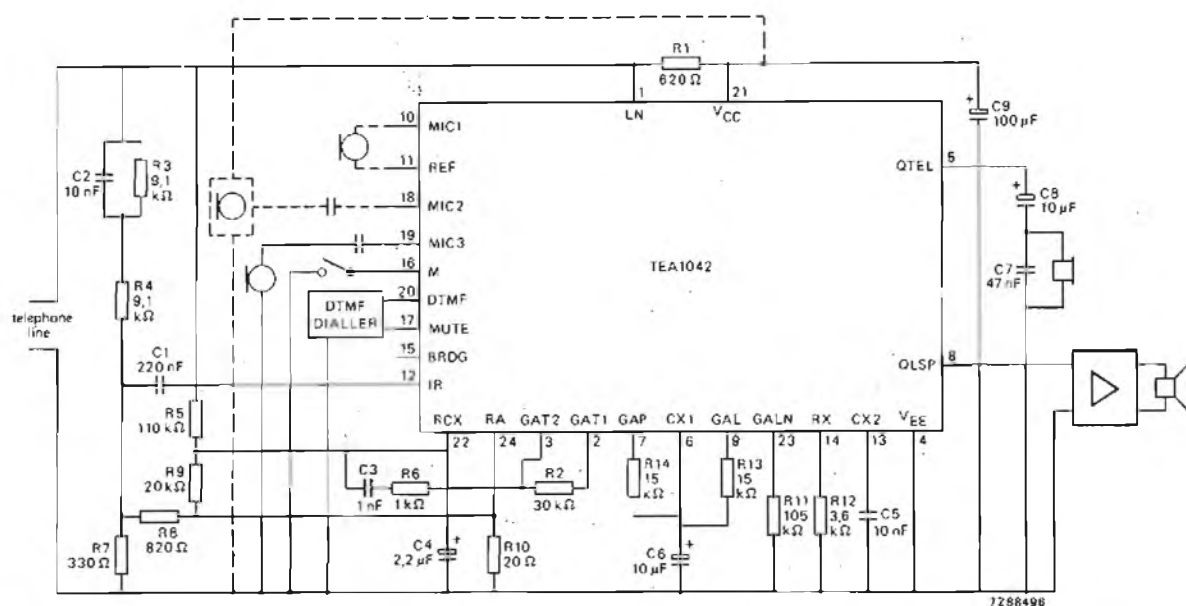 R1
620 Ω
1
LN
21
VCC
C9
100 µF
10
MIC1
11
REF
18
MIC2
19
MIC3
16
M
20
DTMF
17
MUTE
15
BRDG
12
IR
QTEL
5
C8
10 µF
C7
47 nF
QLSP
8
TEA1042
C2
10 nF
R3
9,1
kΩ
R4
9,1
kΩ
telephone
line
C1
220 nF
DTMF
DIALLER
R5
110 kΩ
R9
20 kΩ
R8
820 Ω
R7
330 Ω
RCX
22
RA
24
GAT2
3
GAT1
2
GAP
7
CX1
6
GAL
9
GALN
23
RX
14
CX2
13
VEE
4
C3
1 nF
R6
1 kΩ
R2
30 kΩ
R14
15
kΩ
R13
15
kΩ
R11
105
kΩ
R12
3,6
kΩ
C5
10 nF
C4
2,2 µF
R10
20 Ω
C6
10 µF
7Z88496